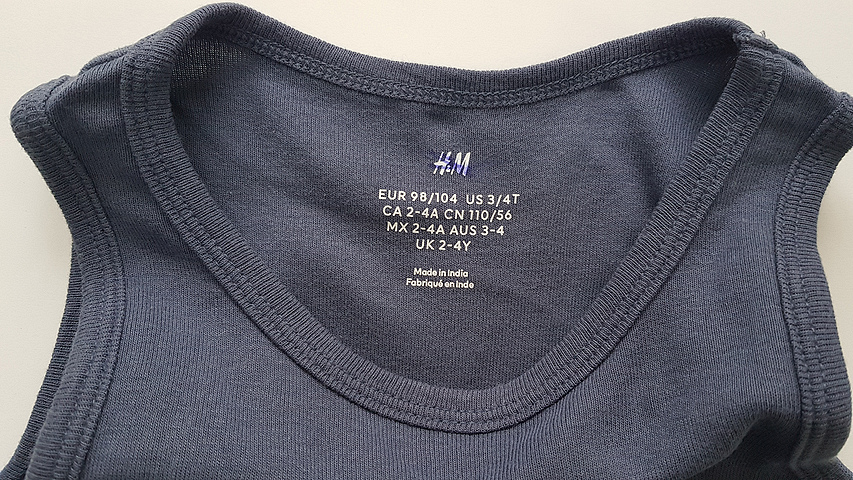 H&M
EUR 98/104 US 3/4T
CA 2-4A CN 110/56
MX 2-4A AUS 3-4
UK 2-4Y
Made in India
Fabriqué en Inde